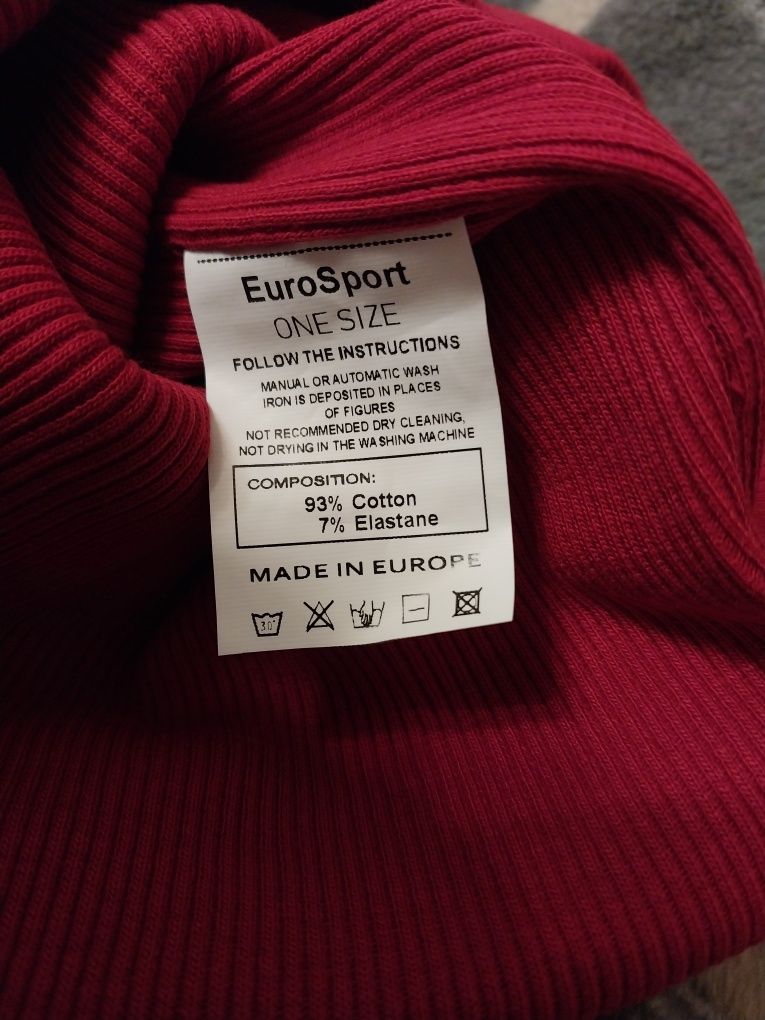 EuroSport
ONE SIZE
FOLLOW THE INSTRUCTIONS
MANUAL OR AUTOMATIC WASH
IRON IS DEPOSITED IN PLACES
OF FIGURES
NOT RECOMMENDED DRY CLEANING,
NOT DRYING IN THE WASHING MACHINE
COMPOSITION:
93% Cotton
7% Elastane
MADE IN EUROPE
30°